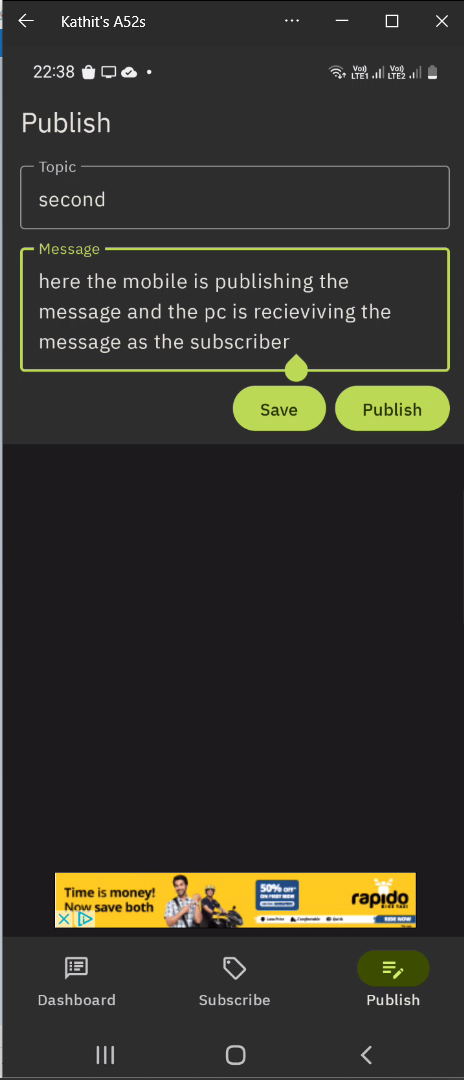 Kathit's A52s
22:38
Vo)) LTE1 Vo)) LTE2
Publish
Topic
second
Message
here the mobile is publishing the
message and the pc is recieviving the
message as the subscriber
Save
Publish
Time is money!
Now save both
50% OFF*
rapido
RIDE NOW
Dashboard
Subscribe
Publish